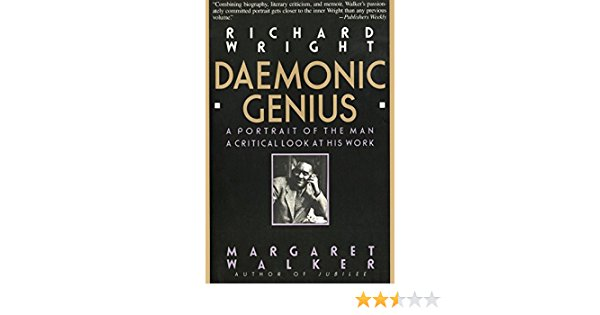 "Combining biography, literary criticism, and memoir, Walker's passion-
ately committed portrait gets closer to the inner Wright than any previous
volume." —Publishers Weekly
RICHARD
WRIGHT
DAEMONIC
GENIUS
A PORTRAIT OF THE MAN
A CRITICAL LOOK AT HIS WORK
MARGARET
WALKER
AUTHOR OF JUBILEE